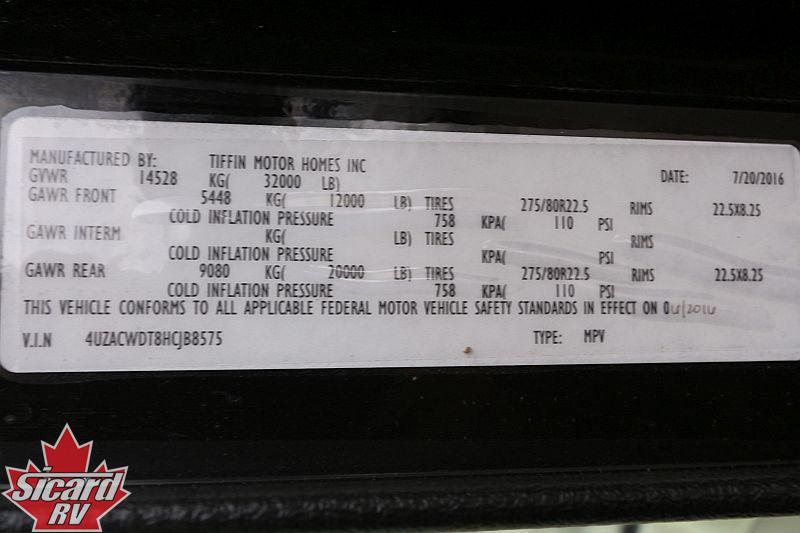 MANUFACTURED BY: TIFFIN MOTOR HOMES INC DATE: 7/20/2016
GVWR 14528 KG( 32000 LB)
GAWR FRONT 5448 KG( 12000 LB) TIRES 275/80R22.5 RIMS 22.5X8.25
COLD INFLATION PRESSURE 758 KPA( 110 PSI
GAWR INTERM KG( LB) TIRES RIMS
COLD INFLATION PRESSURE KPA( PSI
GAWR REAR 9080 KG( 20000 LB) TIRES 275/80R22.5 RIMS 22.5X8.25
COLD INFLATION PRESSURE 758 KPA( 110 PSI
THIS VEHICLE CONFORMS TO ALL APPLICABLE FEDERAL MOTOR VEHICLE SAFETY STANDARDS IN EFFECT ON 06/2016
V.I.N 4UZACWDT8HCJB8575 TYPE: MPV
Sicard
RV